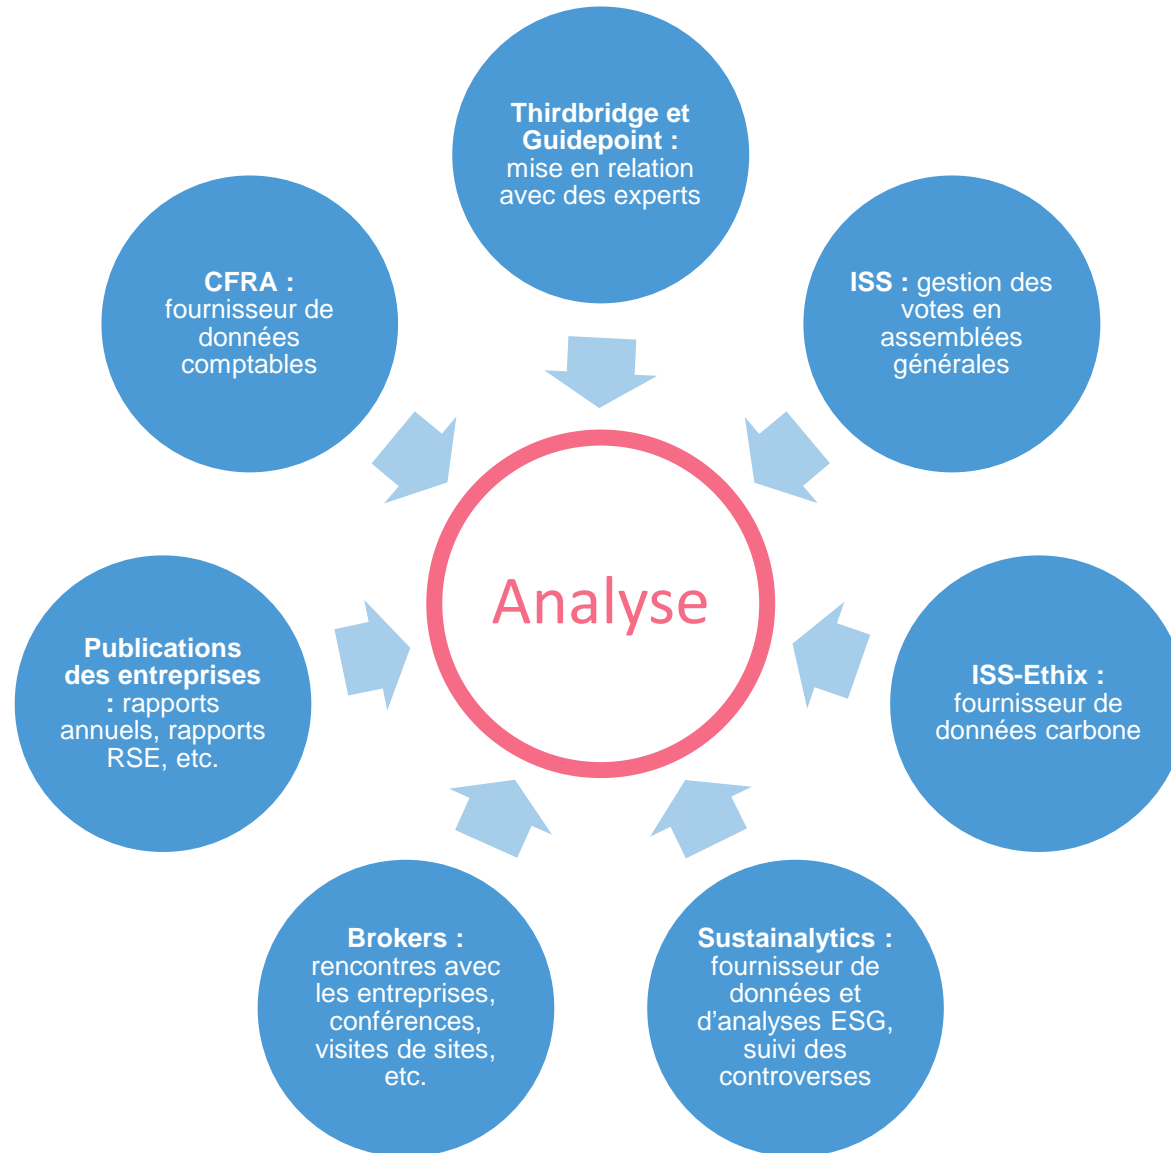 Thirdbridge et
Guidepoint :
mise en relation
avec des experts
ISS : gestion des
votes en
assemblées
générales
ISS-Ethix :
fournisseur de
données carbone
Sustainalytics :
fournisseur de
données et
d’analyses ESG,
suivi des
controverses
Brokers :
rencontres avec
les entreprises,
conférences,
visites de sites,
etc.
Publications
des entreprises
: rapports
annuels, rapports
RSE, etc.
CFRA :
fournisseur de
données
comptables
Analyse